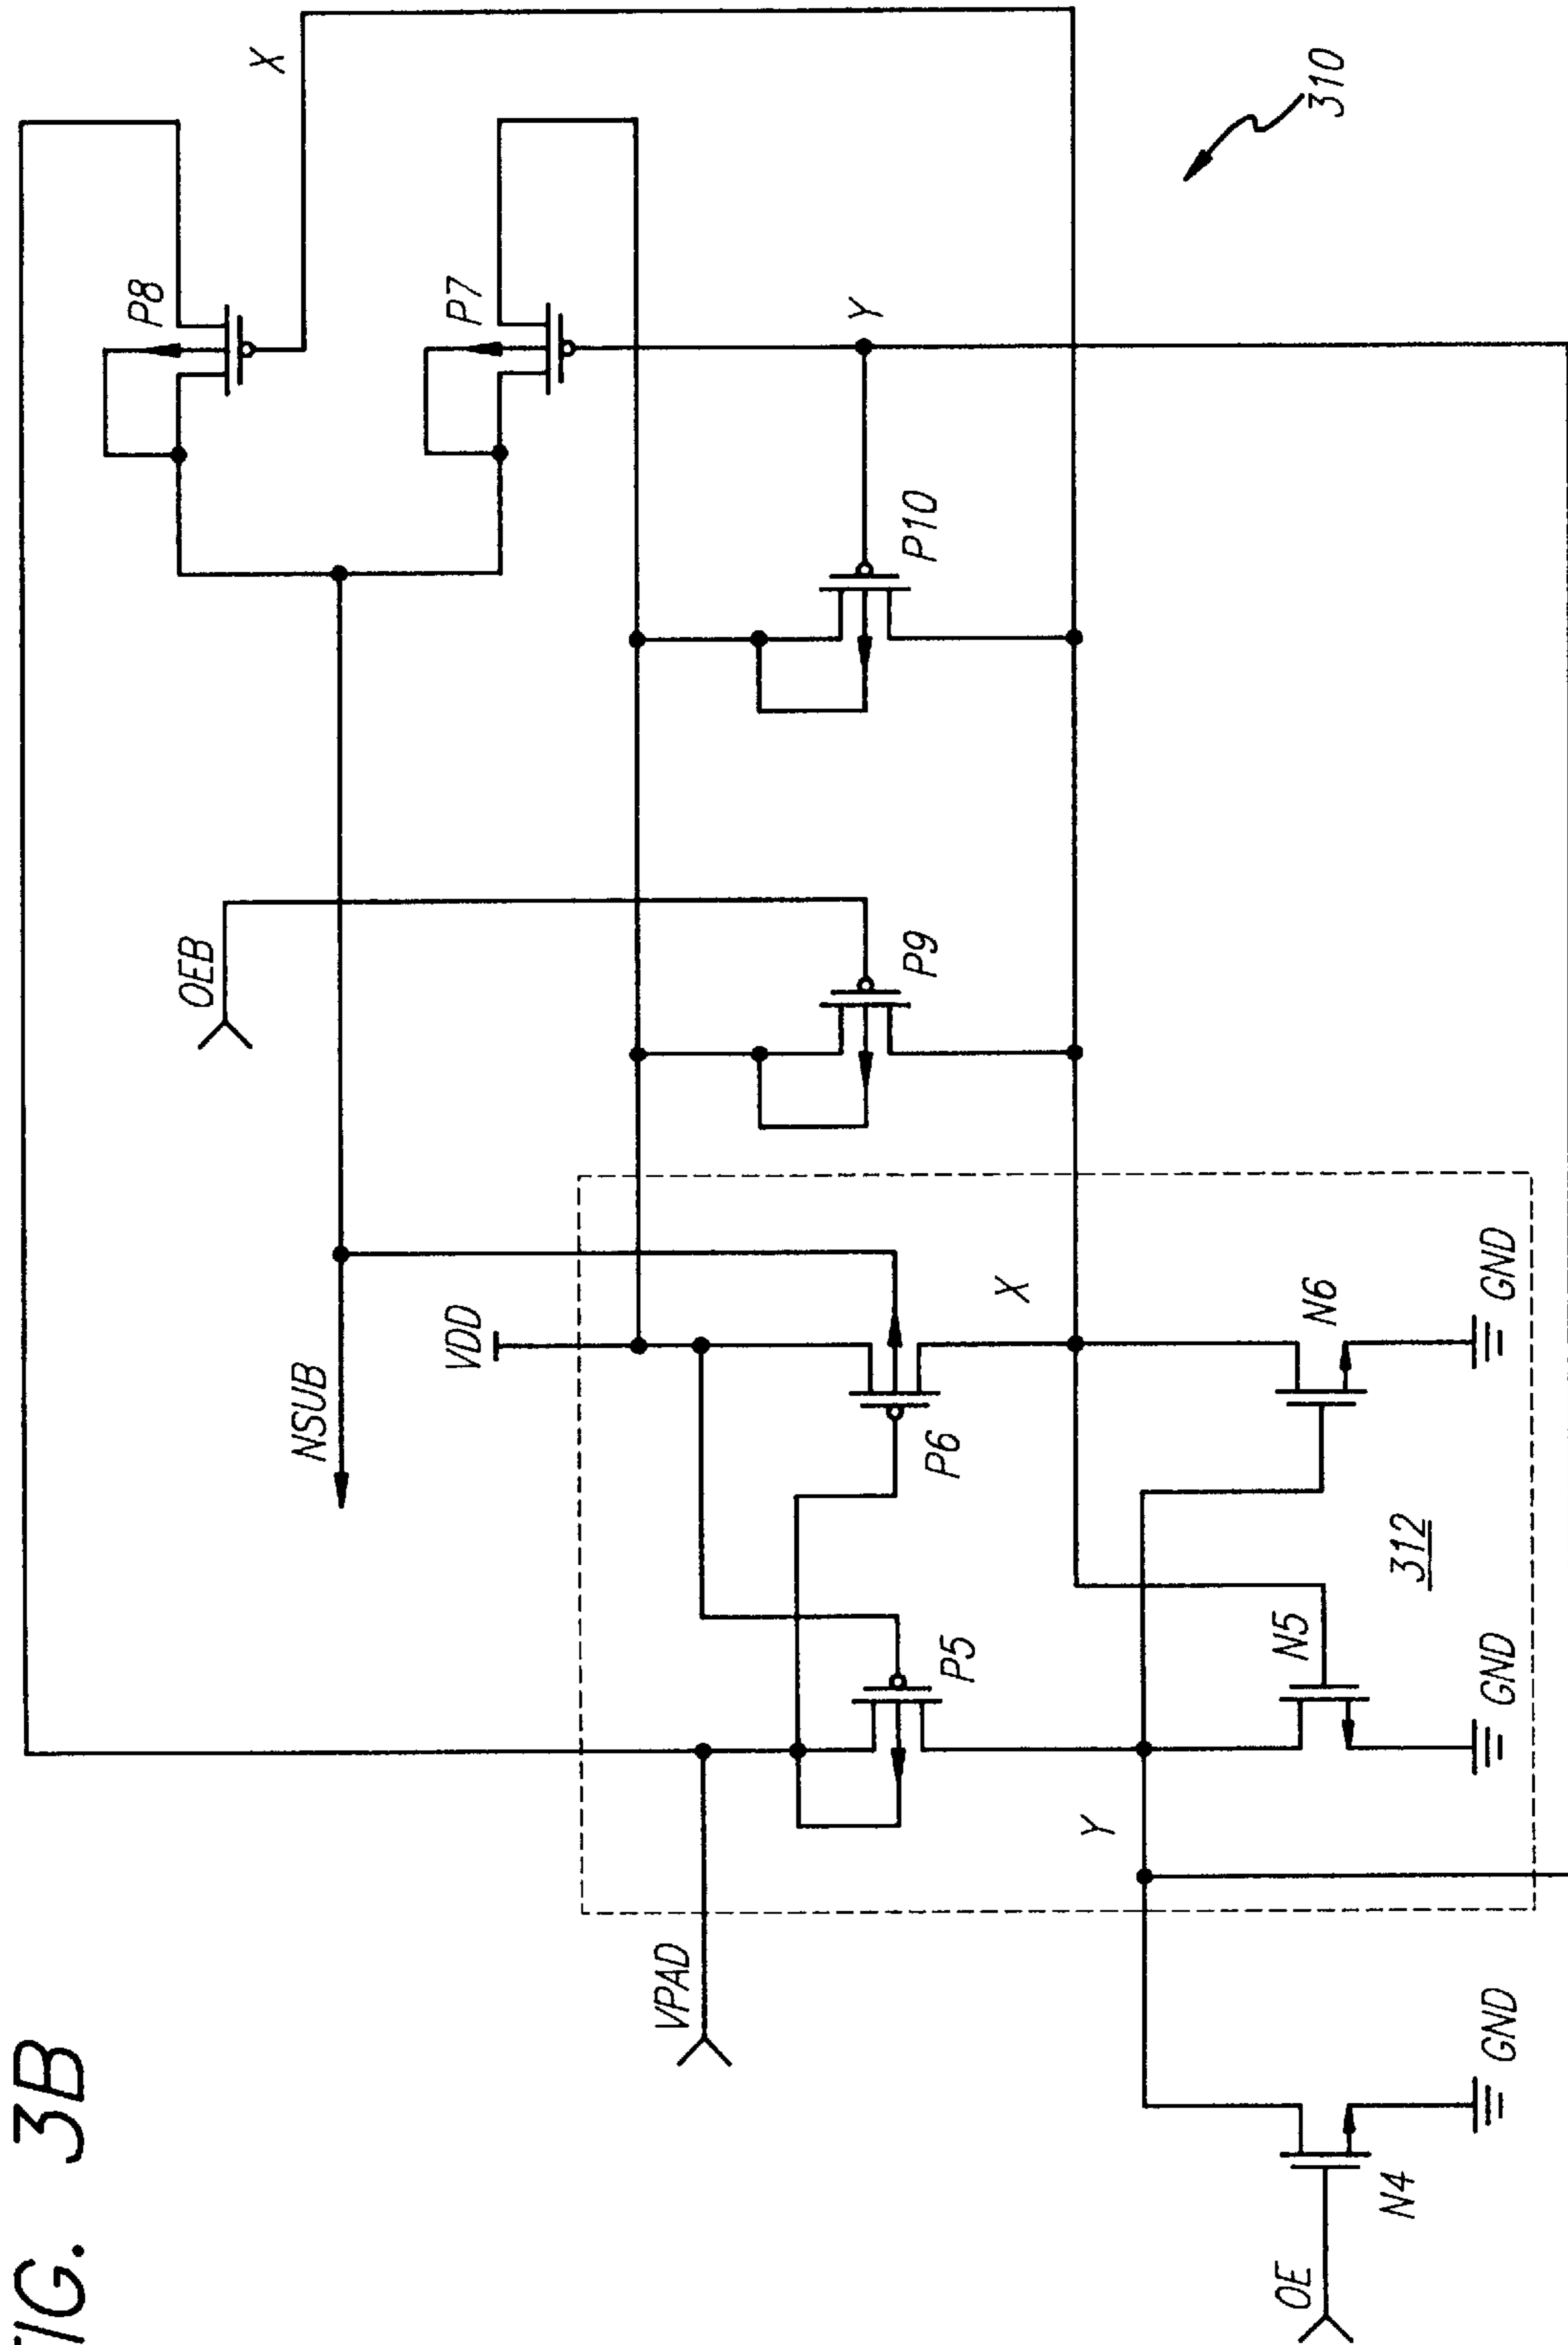 FIG. 3B
X
P8
P7
310
Y
P10
OEB
P9
NSUB
VDD
X
P6
N6
GND
312
P5
N5
GND
Y
VPAD
GND
N4
OE